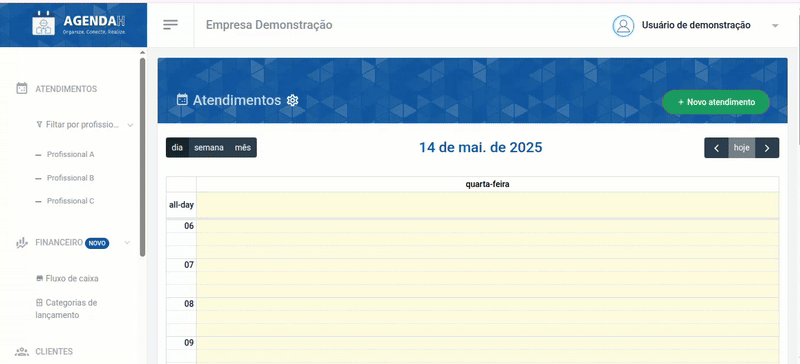 AGENDAH
Organize. Conecte. Realize.
Empresa Demonstração
Usuário de demonstração
ATENDIMENTOS
Filtar por profissio...
Profissional A
Profissional B
Profissional C
FINANCEIRO NOVO
Fluxo de caixa
Categorias de
lançamento
CLIENTES
Atendimentos
+ Novo atendimento
dia semana mês
14 de mai. de 2025
hoje
quarta-feira
all-day
06
07
08
09